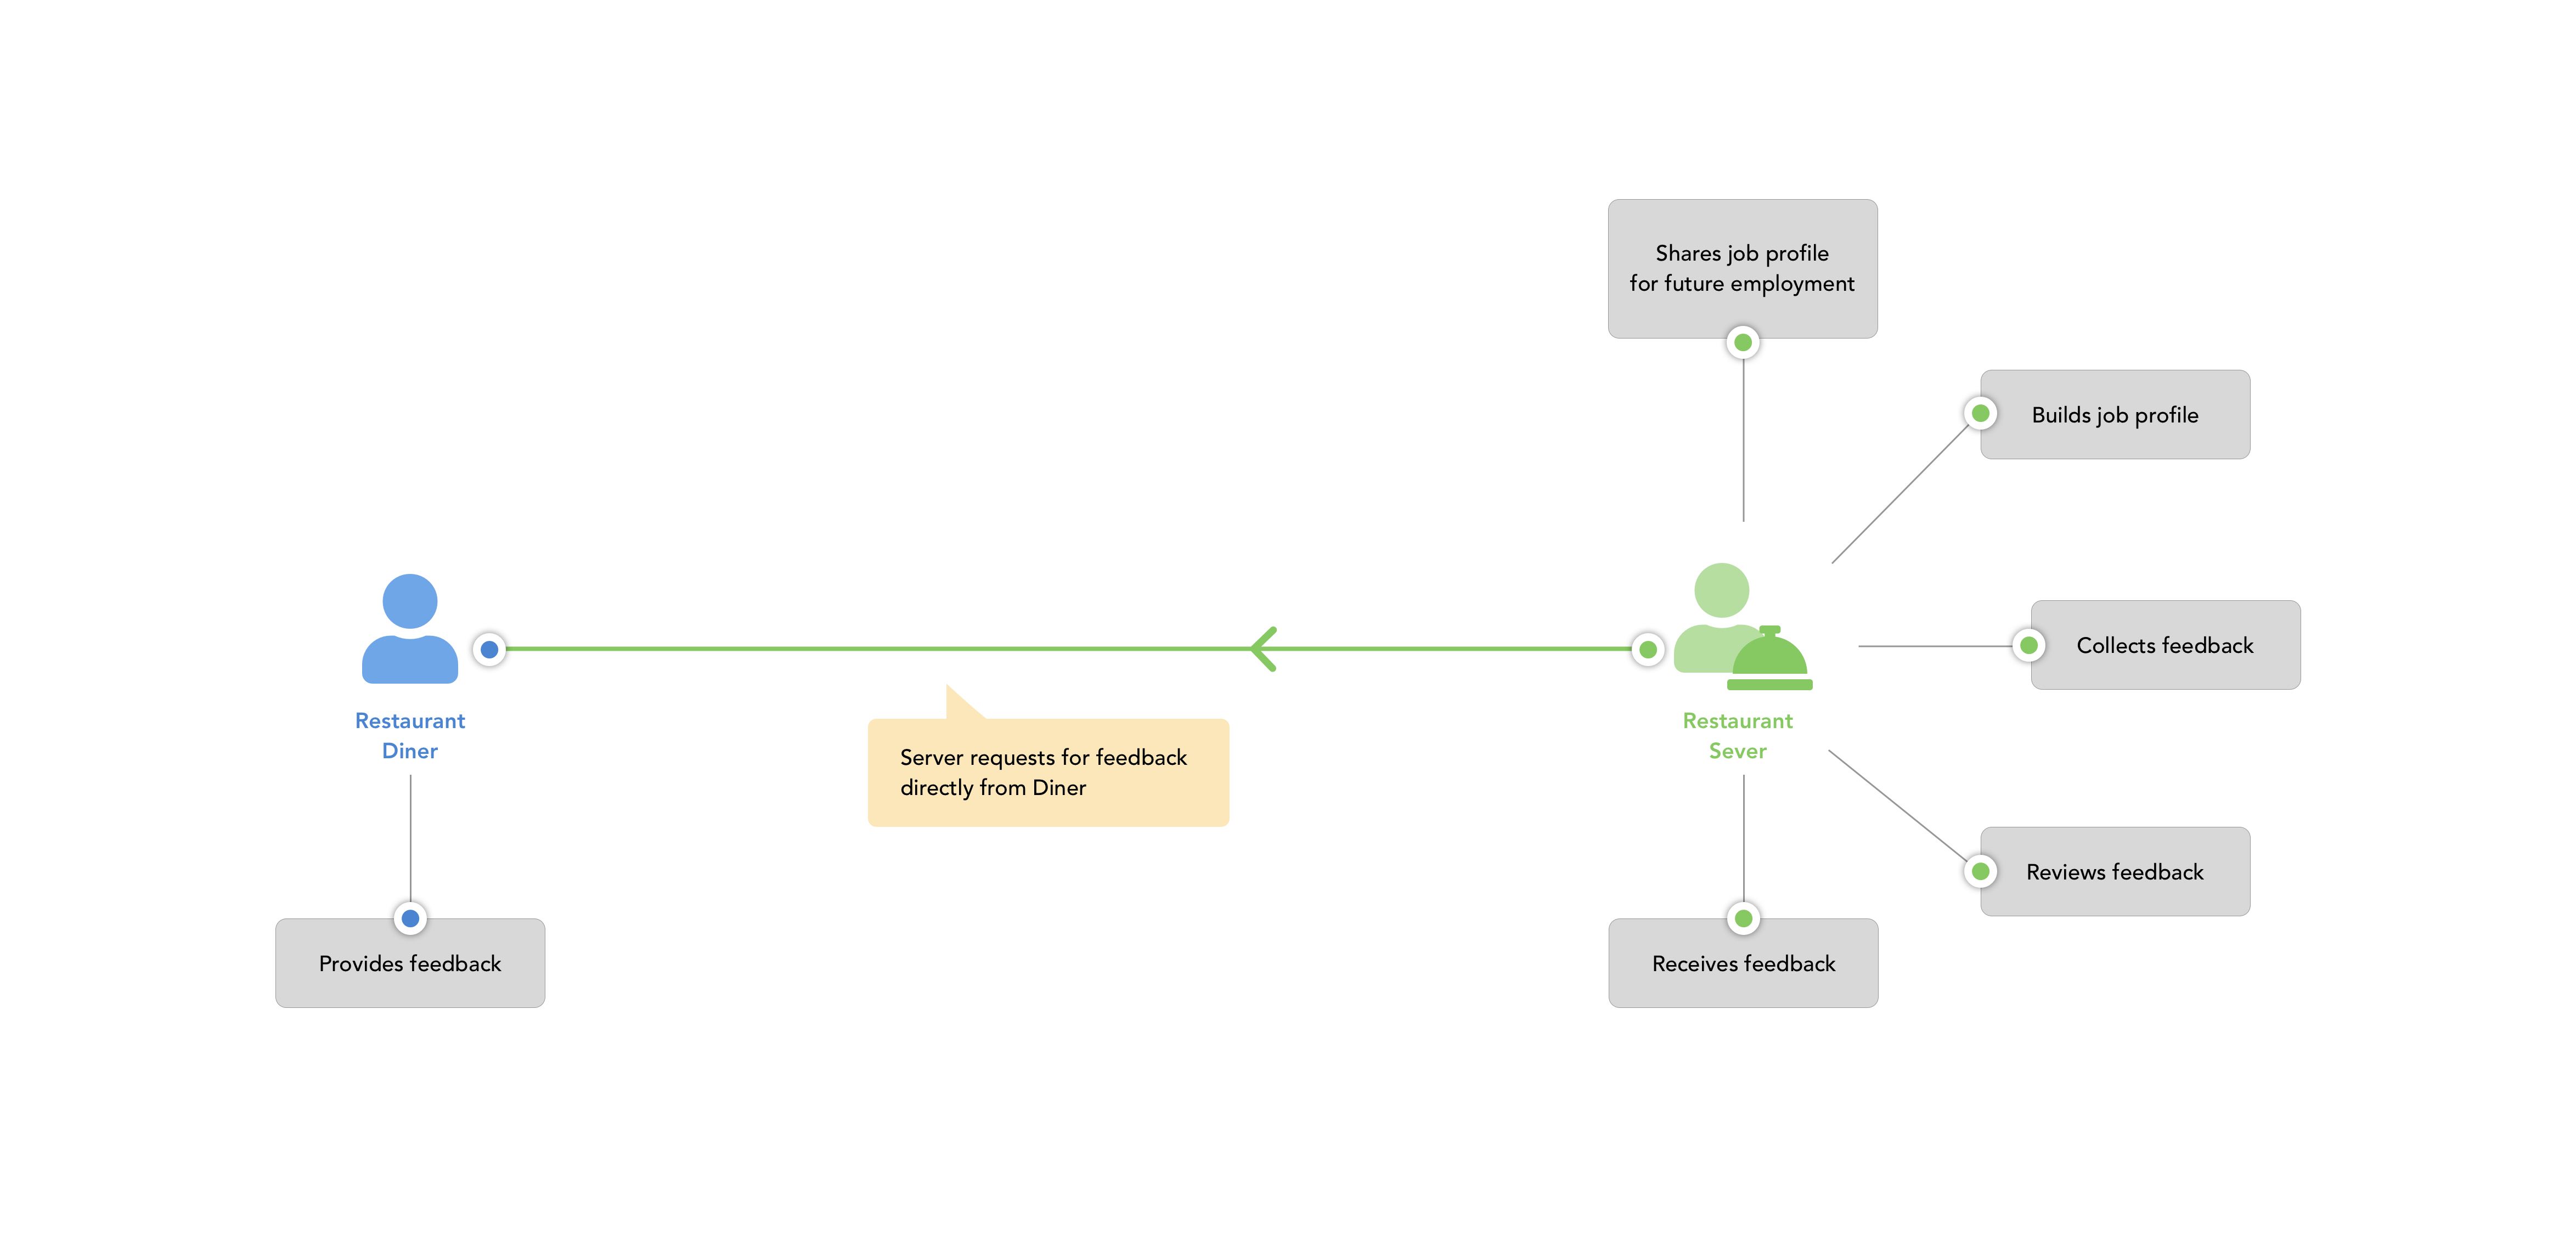 Shares job profile
for future employment
Builds job profile
Collects feedback
Restaurant
Diner
Restaurant
Sever
Server requests for feedback
directly from Diner
Reviews feedback
Provides feedback
Receives feedback